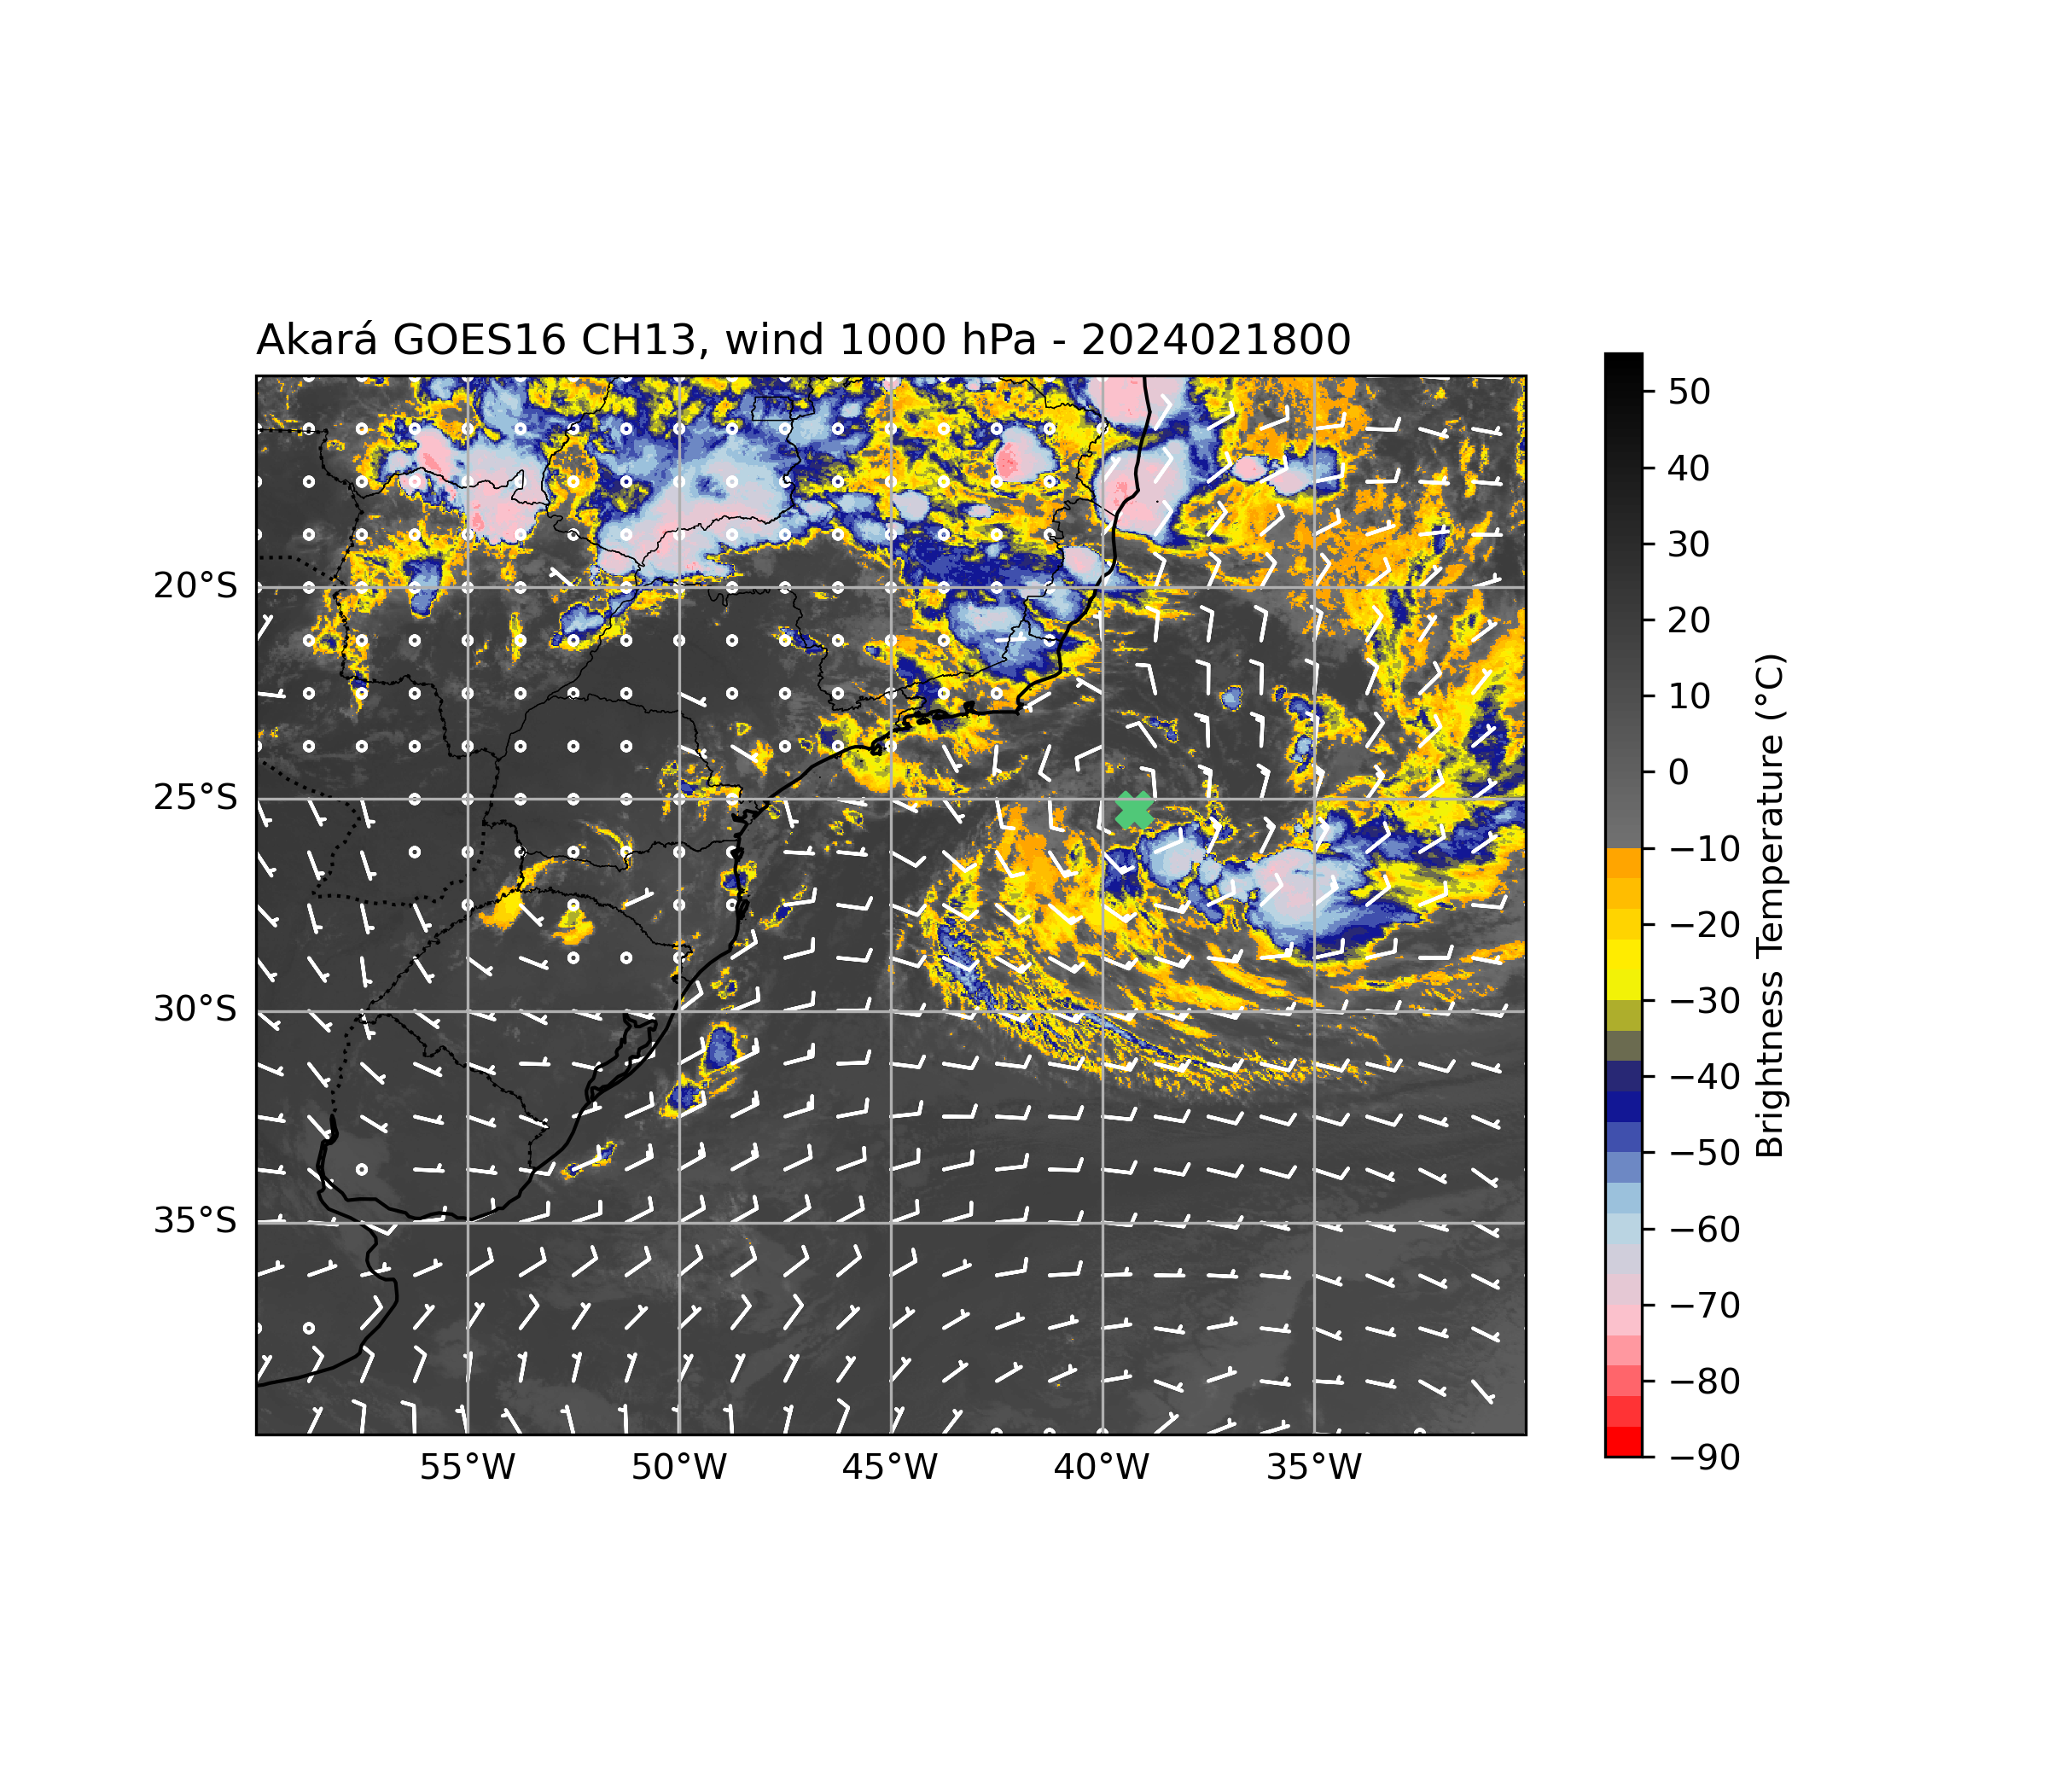 Akará GOES16 CH13, wind 1000 hPa - 2024021800
20°S
25°S
30°S
35°S
55°W
50°W
45°W
40°W
35°W
50
40
30
20
10
0
−10
−20
−30
−40
−50
−60
−70
−80
−90
Brightness Temperature (°C)